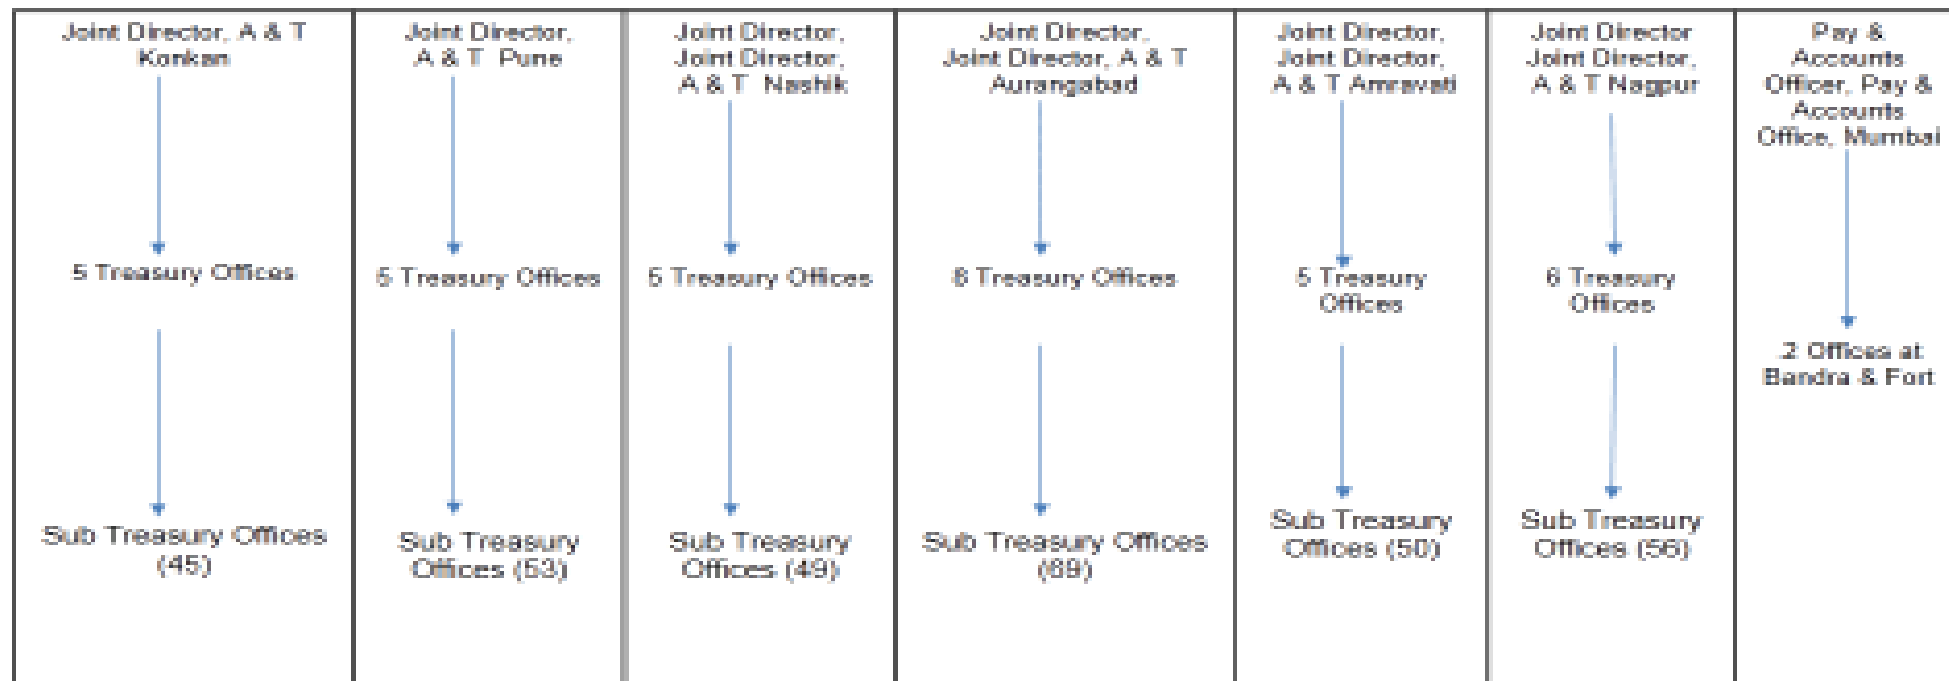 Joint Director, A & T
Konkan
5 Treasury Offices
Sub Treasury Offices
(45)
Joint Director,
A & T Pune
5 Treasury Offices
Sub Treasury
Offices (53)
Joint Director,
Joint Director,
A & T Nashik
5 Treasury Offices
Sub Treasury
Offices (49)
Joint Director,
Joint Director, A & T
Aurangabad
8 Treasury Offices
Sub Treasury Offices
(69)
Joint Director,
Joint Director,
A & T Amravati
5 Treasury
Offices
Sub Treasury
Offices (50)
Joint Director
Joint Director,
A & T Nagpur
6 Treasury
Offices
Sub Treasury
Offices (56)
Pay &
Accounts
Officer, Pay &
Accounts
Office, Mumbai
2 Offices at
Bandra & Fort